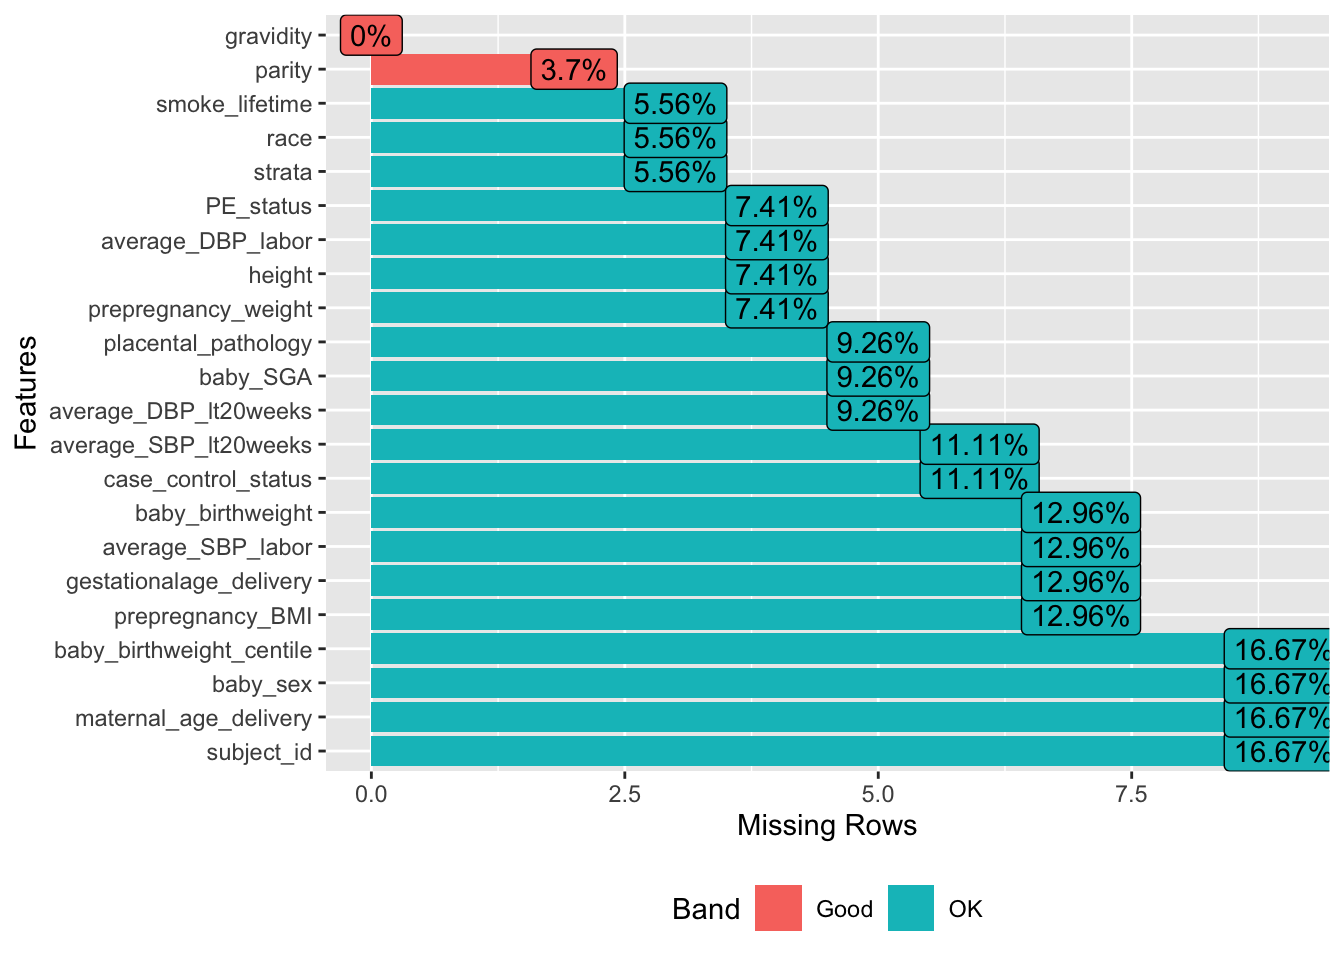 gravidity 0%
parity 3.7%
smoke_lifetime 5.56%
race 5.56%
strata 5.56%
PE_status 7.41%
average_DBP_labor 7.41%
height 7.41%
prepregnancy_weight 7.41%
placental_pathology 9.26%
baby_SGA 9.26%
average_DBP_lt20weeks 9.26%
average_SBP_lt20weeks 11.11%
case_control_status 11.11%
baby_birthweight 12.96%
average_SBP_labor 12.96%
gestationalage_delivery 12.96%
prepregnancy_BMI 12.96%
baby_birthweight_centile 16.67%
baby_sex 16.67%
maternal_age_delivery 16.67%
subject_id 16.67%
Features
0.0 2.5 5.0 7.5
Missing Rows
Band Good OK